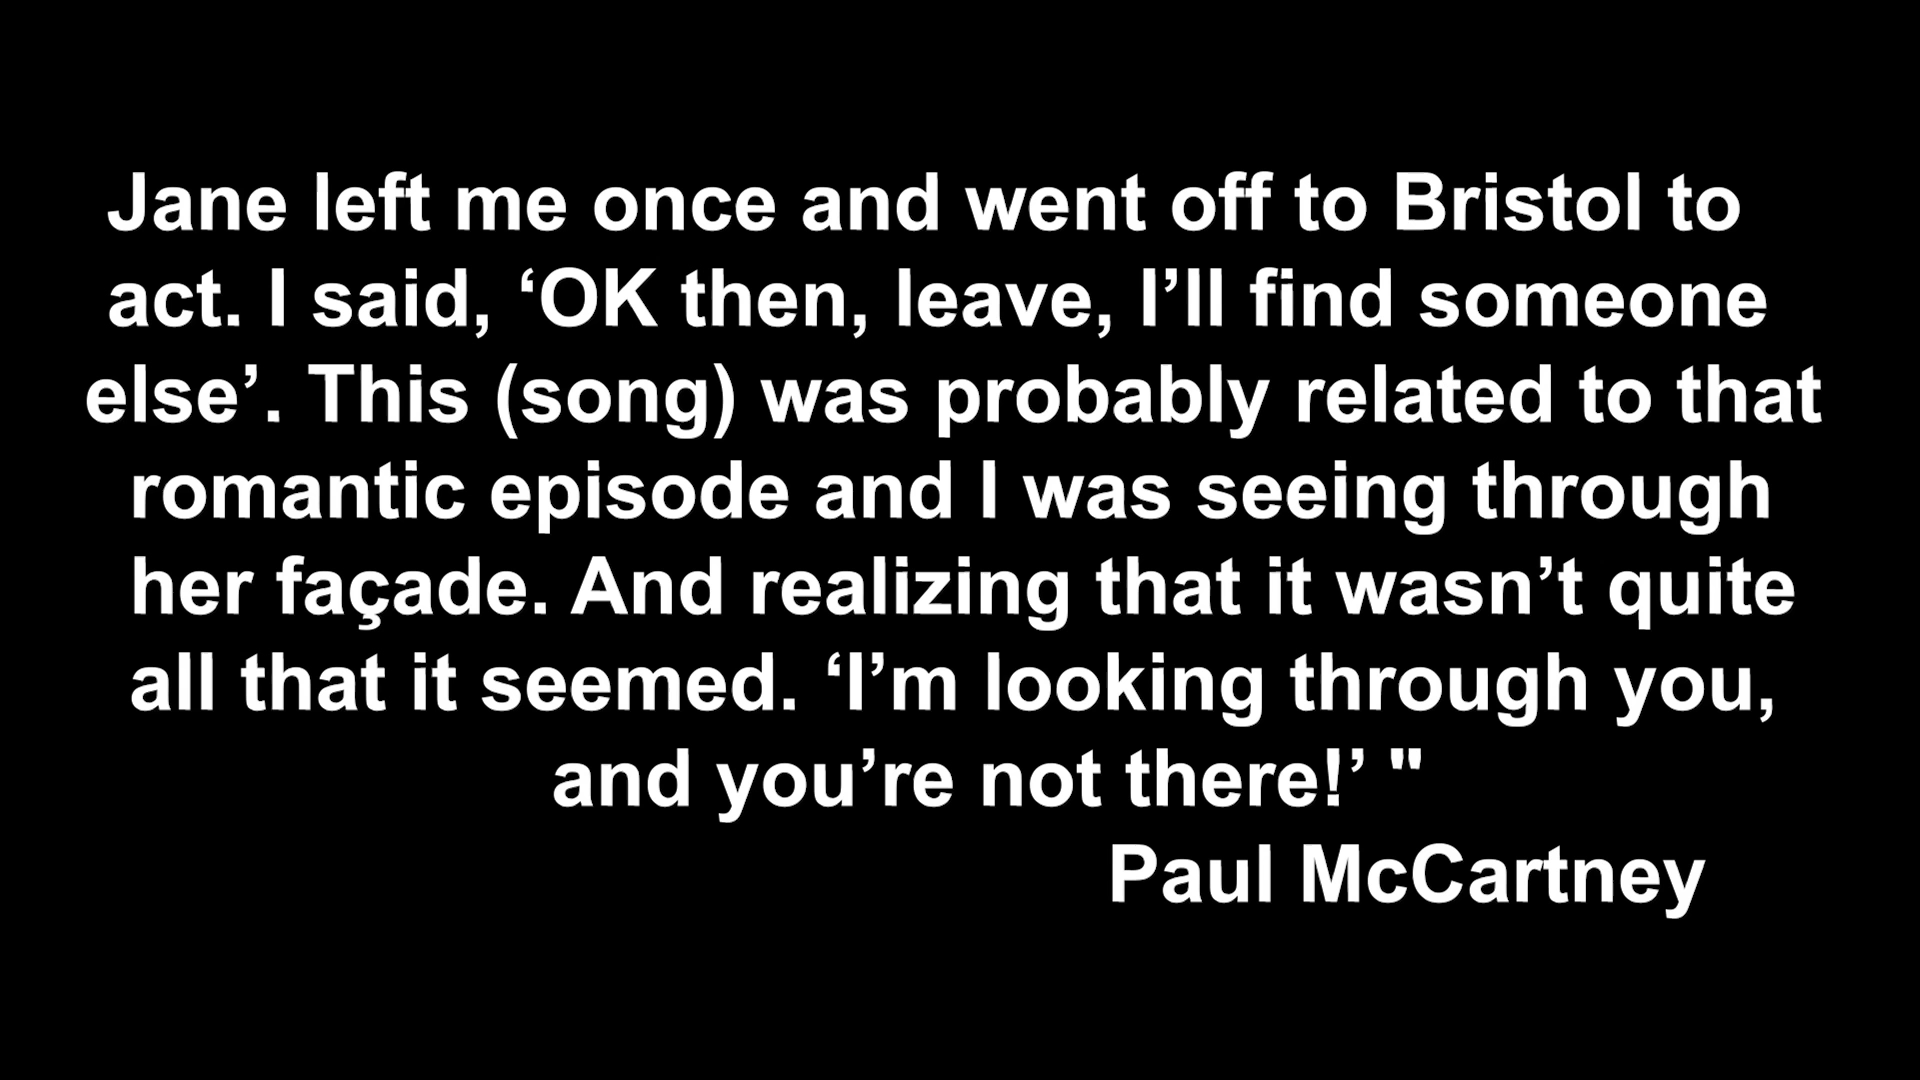 Jane left me once and went off to Bristol to
act. I said, ‘OK then, leave, I’ll find someone
else’. This (song) was probably related to that
romantic episode and I was seeing through
her façade. And realizing that it wasn’t quite
all that it seemed. ‘I’m looking through you,
and you’re not there!’ "
Paul McCartney